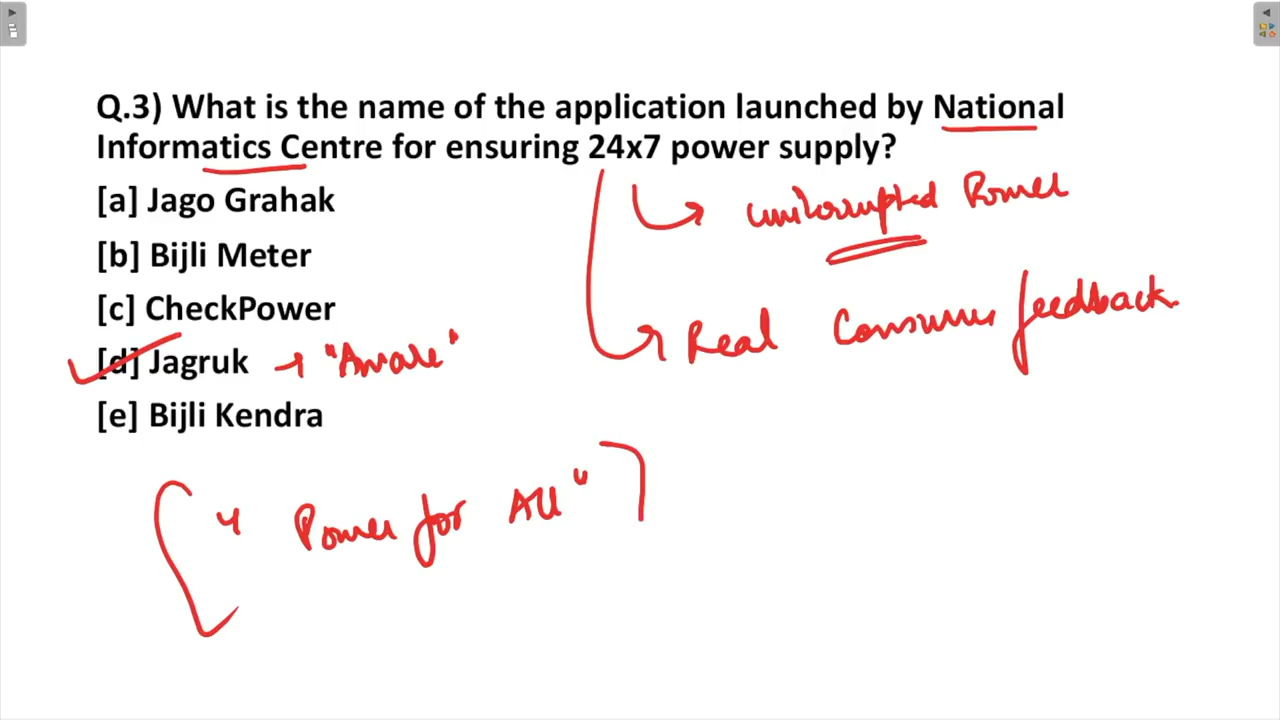 Q.3) What is the name of the application launched by National
Informatics Centre for ensuring 24x7 power supply?
[a] Jago Grahak
[b] Bijli Meter
[c] CheckPower
[d] Jagruk → "Aware"
[e] Bijli Kendra
uniterrupted Power
Real Consumer feedback
" Power for All "